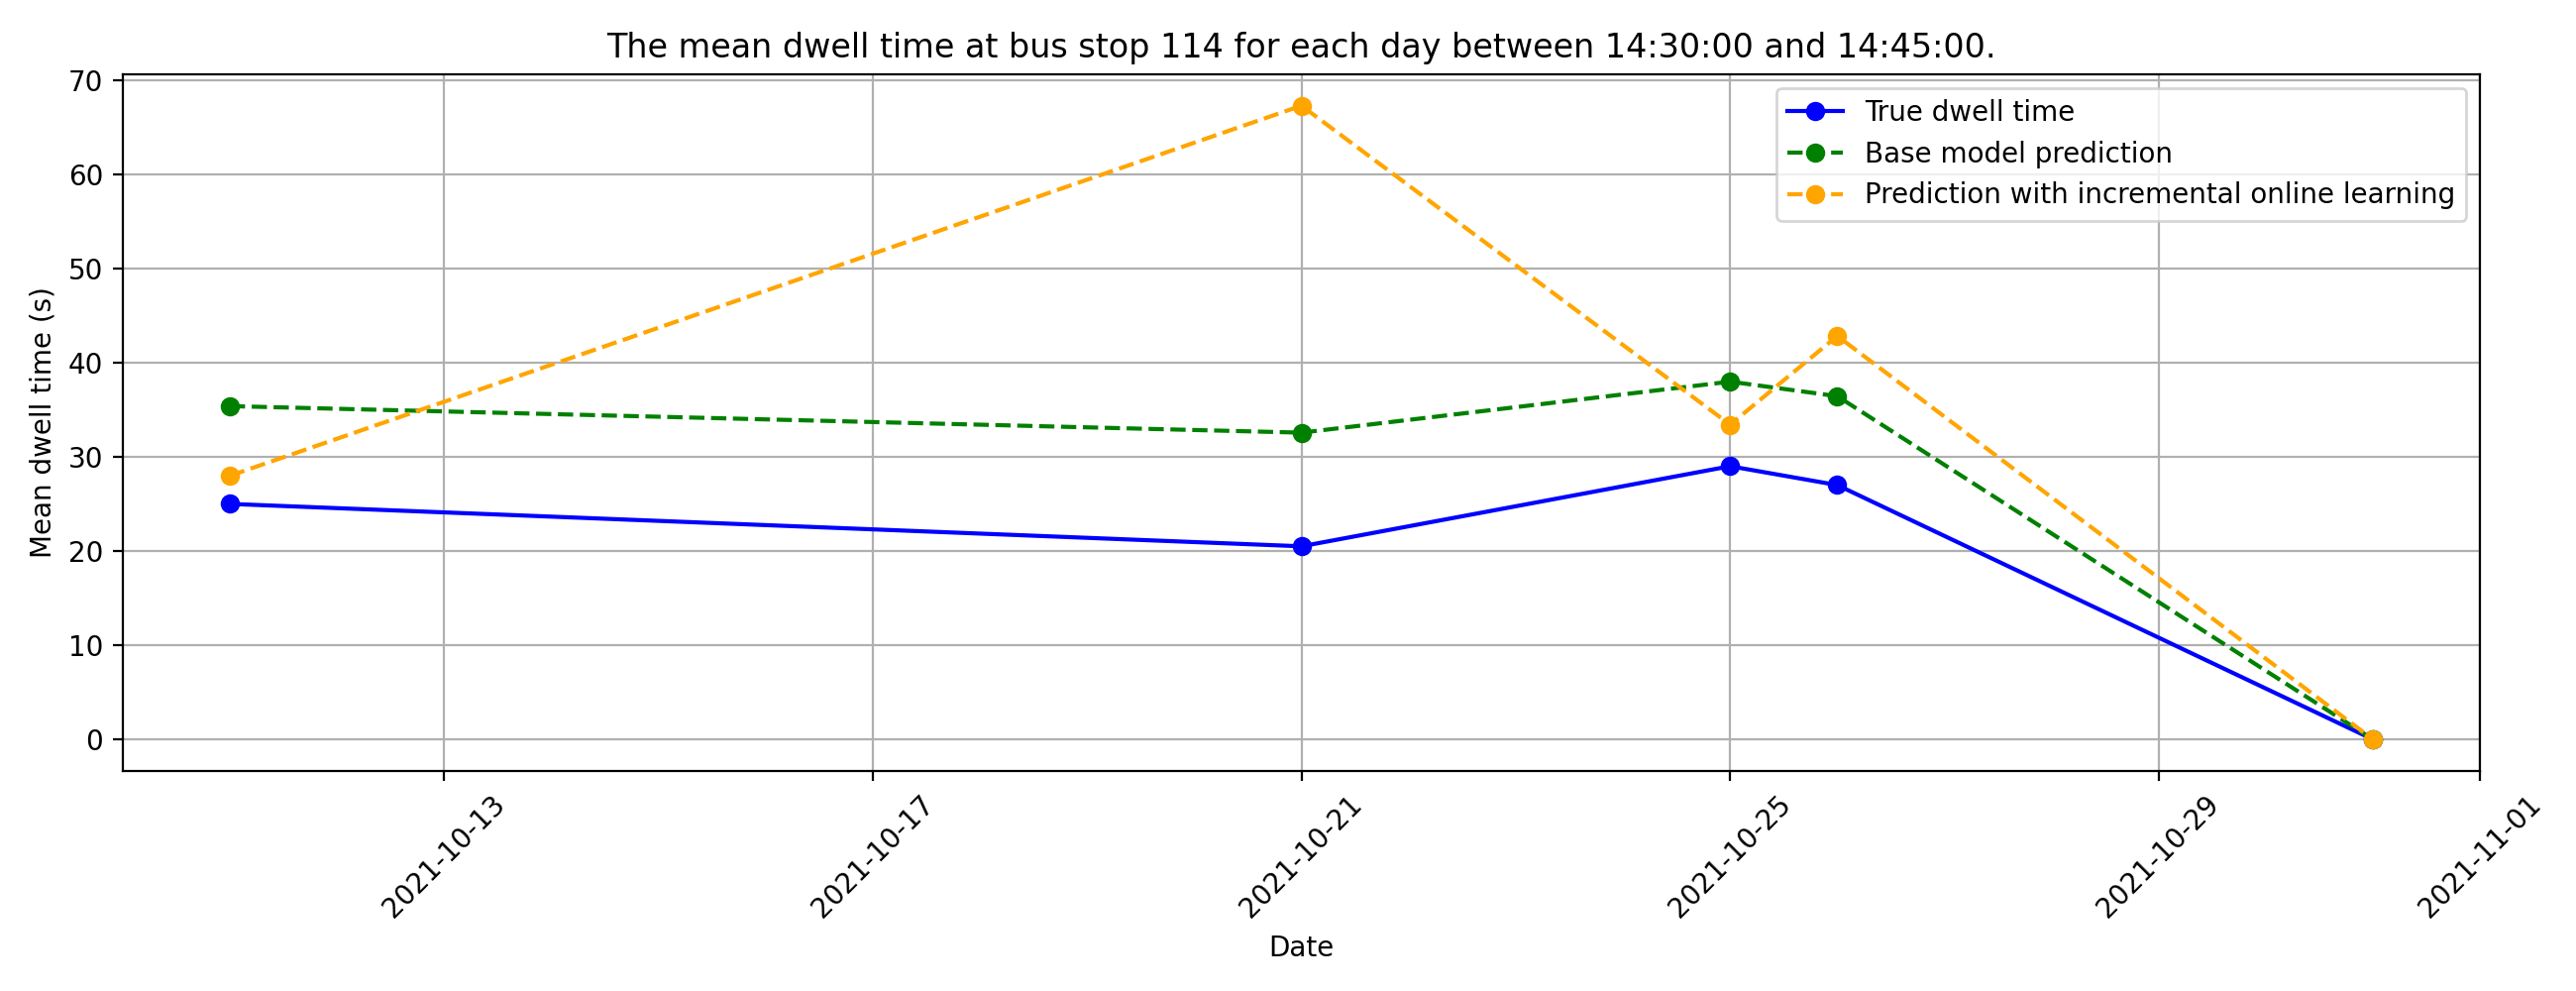 The mean dwell time at bus stop 114 for each day between 14:30:00 and 14:45:00.
70
60
50
40
30
20
10
0
Mean dwell time (s)
True dwell time
Base model prediction
Prediction with incremental online learning
2021-10-13
2021-10-17
2021-10-21
2021-10-25
2021-10-29
2021-11-01
Date